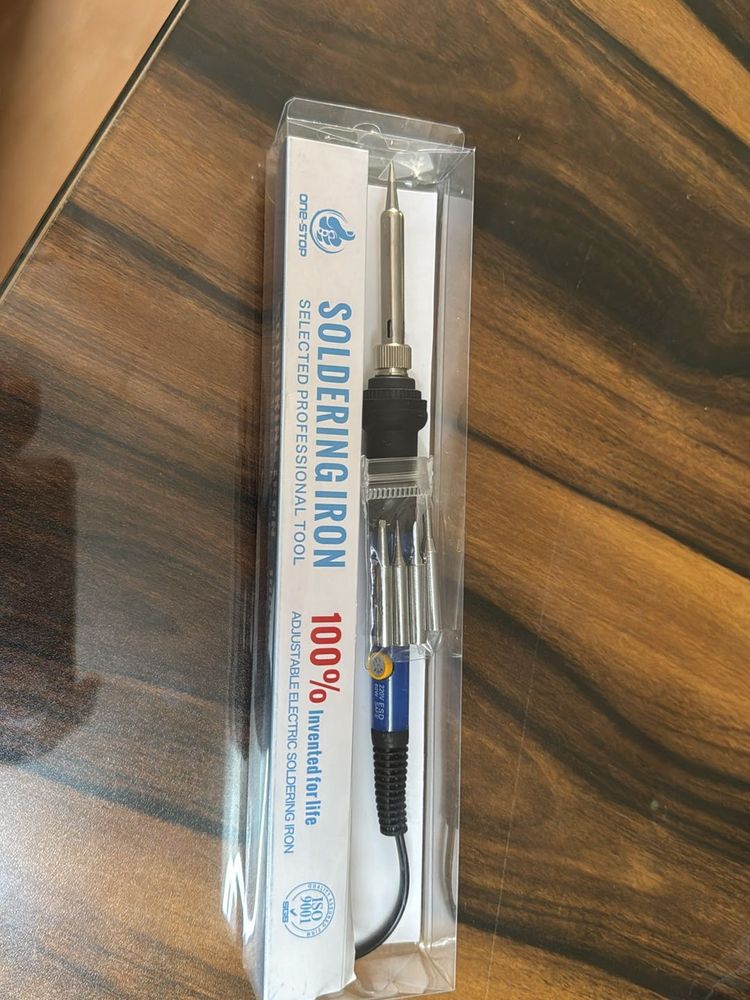 ONE-STOP
SOLDERING IRON
SELECTED PROFESSIONAL TOOL
100% Invented for life
ADJUSTABLE ELECTRIC SOLDERING IRON
ISO
9001
SGS
220V ESD
60W SAFE